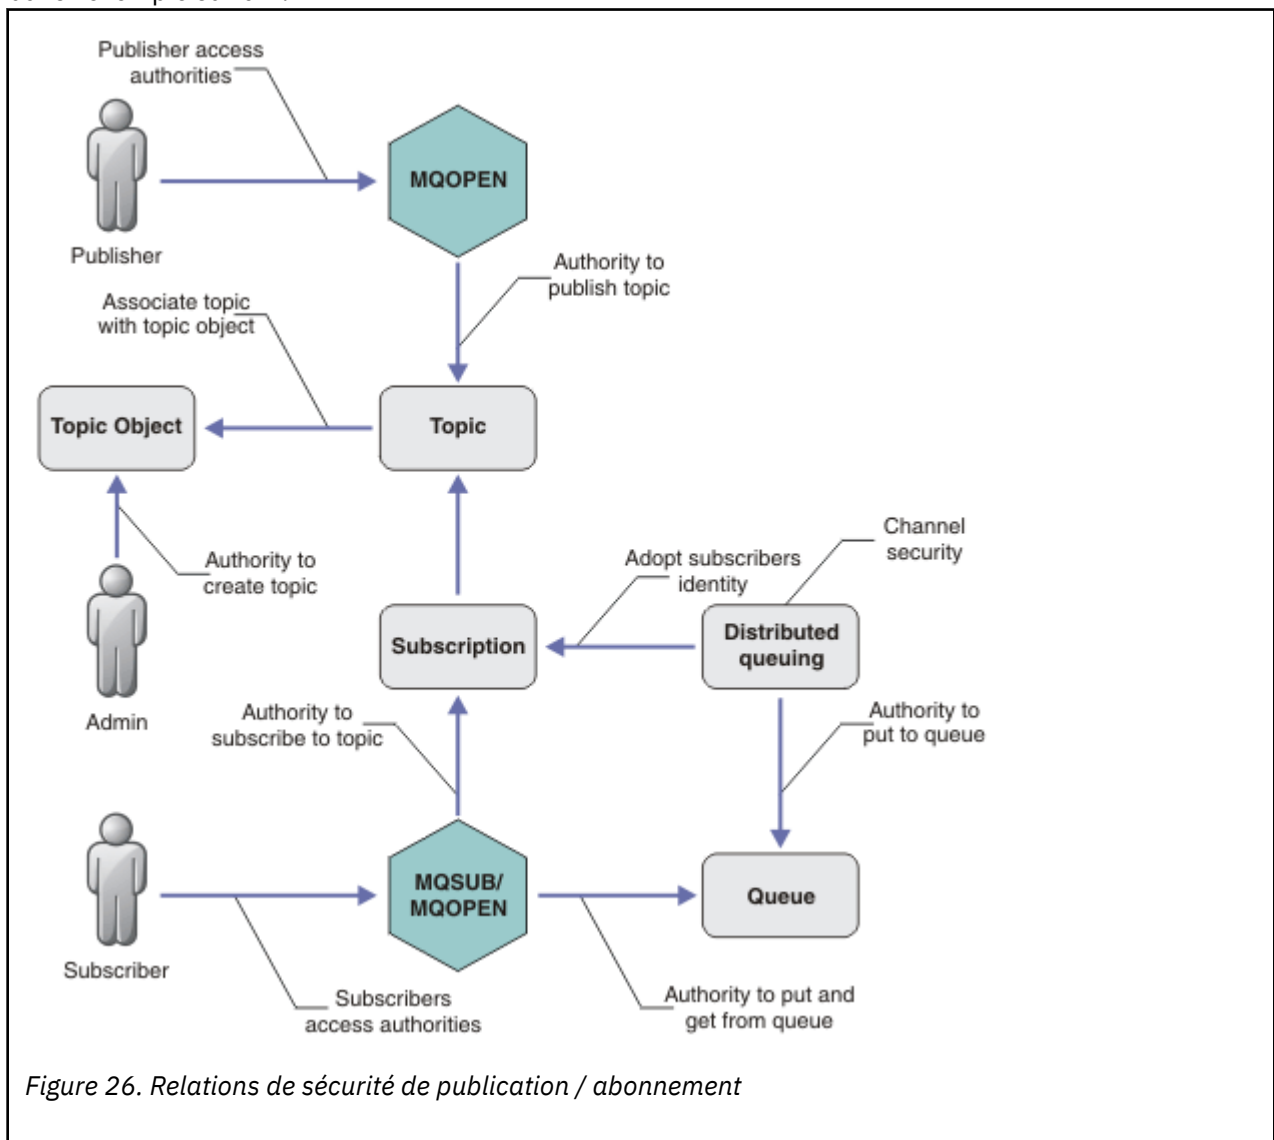 Publisher access
authorities
MQOPEN
Publisher
Authority to
publish topic
Associate topic
with topic object
Topic Object
Topic
Channel
security
Authority to
create topic
Adopt subscribers
identity
Subscription
Distributed
queuing
Admin
Authority to
subscribe to topic
Authority to
put to queue
MQSUB/
MQOPEN
Queue
Subscriber
Subscribers
access authorities
Authority to put and
get from queue
Figure 26. Relations de sécurité de publication / abonnement